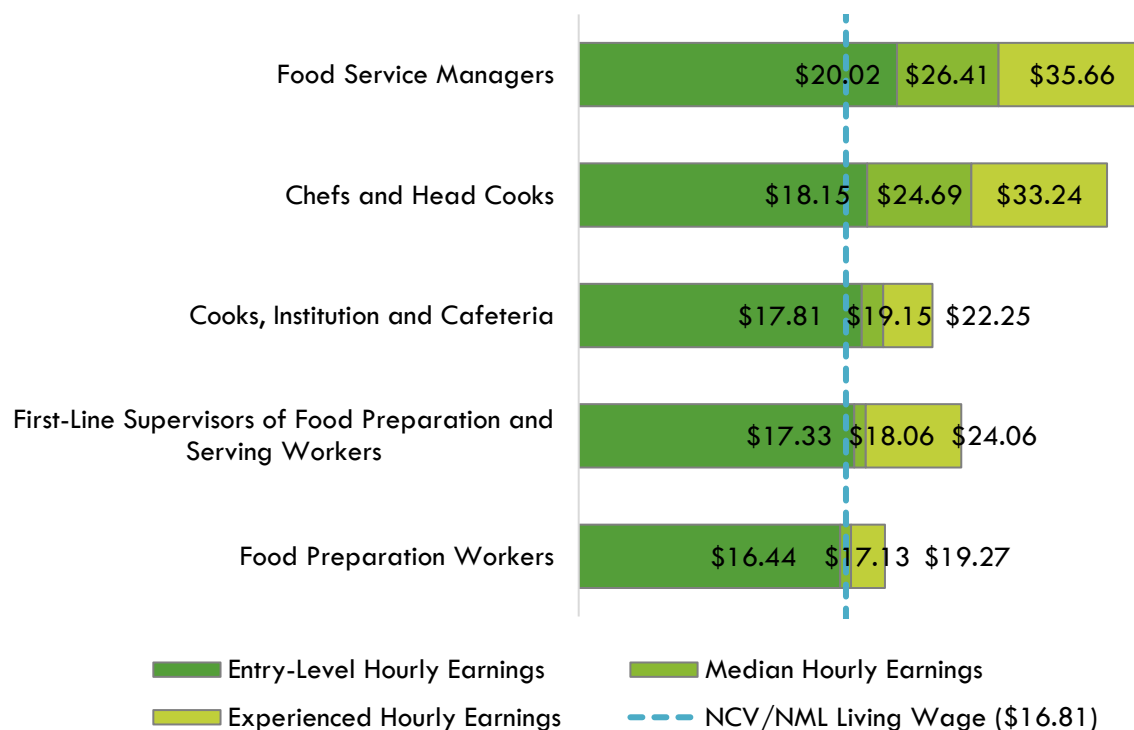 Food Service Managers
$20.02 $26.41 $35.66
Chefs and Head Cooks
$18.15 $24.69 $33.24
Cooks, Institution and Cafeteria
$17.81 $19.15 $22.25
First-Line Supervisors of Food Preparation and
Serving Workers
$17.33 $18.06 $24.06
Food Preparation Workers
$16.44 $17.13 $19.27
Entry-Level Hourly Earnings
Median Hourly Earnings
Experienced Hourly Earnings
NCV/NML Living Wage ($16.81)